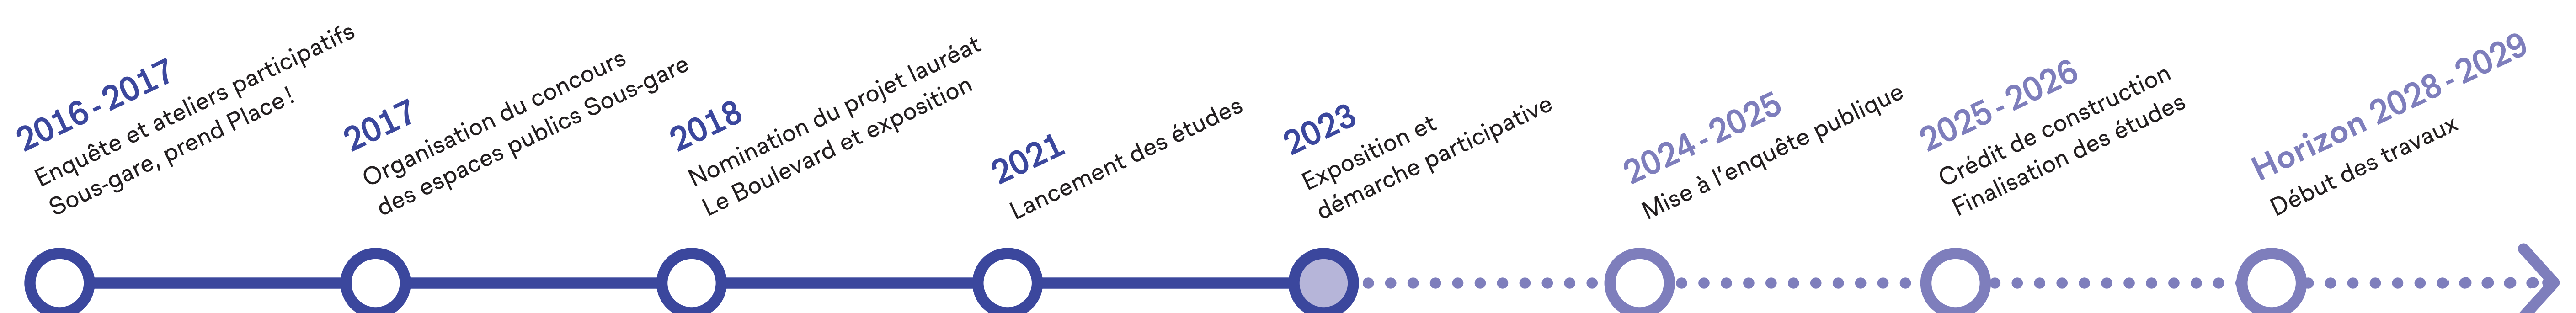 2016-2017
Enquête et ateliers participatifs
Sous-gare, prend Place!
2017
Organisation du concours
des espaces publics Sous-gare
2018
Nomination du projet lauréat
Le Boulevard et exposition
2021
Lancement des études
2023
Exposition et
démarche participative
2024-2025
Mise à l’enquête publique
2025-2026
Crédit de construction
Finalisation des études
Horizon 2028-2029
Début des travaux